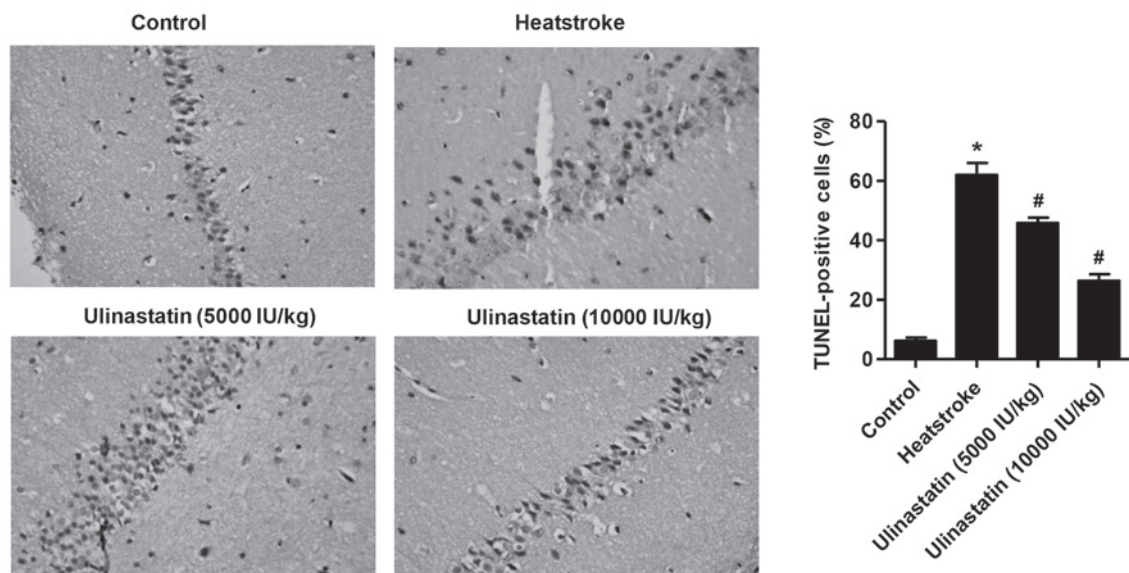 Control
Heatstroke
Ulinastatin (5000 IU/kg)
Ulinastatin (10000 IU/kg)
TUNEL-positive cells (%)
80
60
40
20
0
*
#
#
Control
Heatstroke
Ulinastatin (5000 IU/kg)
Ulinastatin (10000 IU/kg)